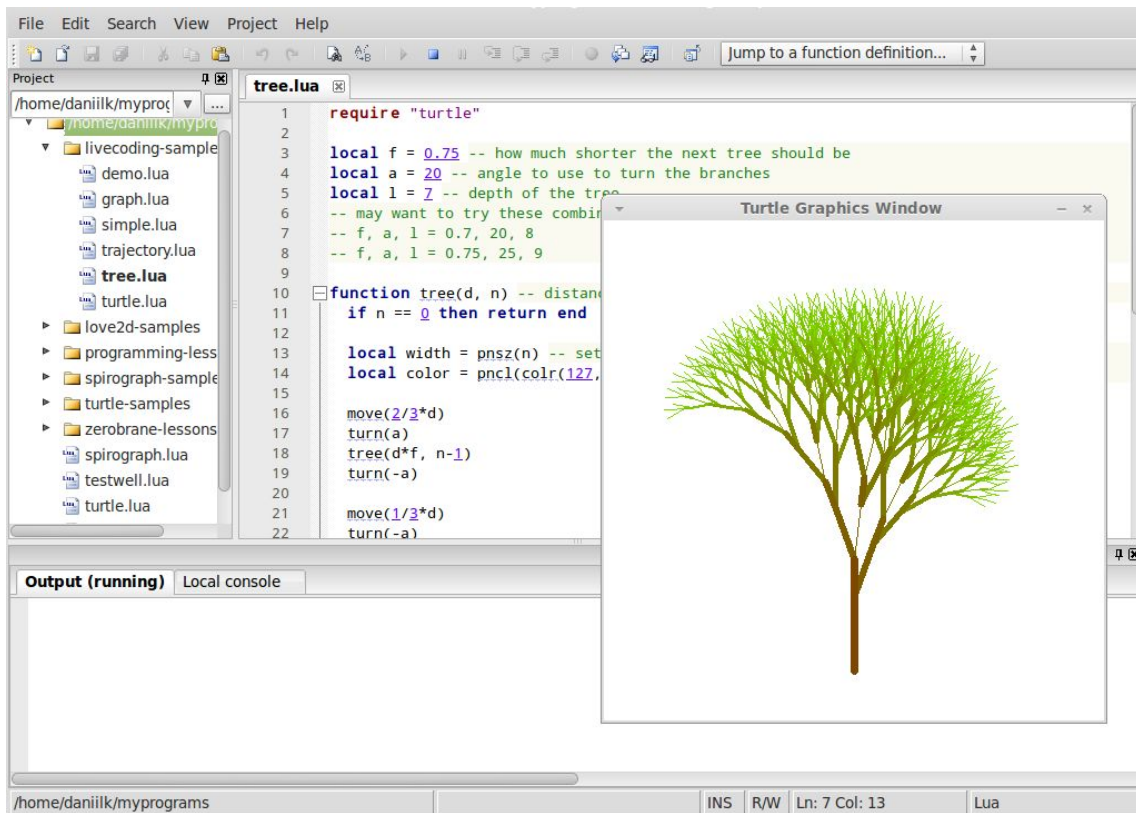 File Edit Search View Project Help
Jump to a function definition...
Project
/home/daniilk/myprog
...
tree.lua
/home/daniilk/mypro
livecoding-sample
demo.lua
graph.lua
simple.lua
trajectory.lua
tree.lua
turtle.lua
love2d-samples
programming-less
spirograph-sample
turtle-samples
zerobrane-lessons
spirograph.lua
testwell.lua
turtle.lua
1 require "turtle"
2
3 local f = 0.75 -- how much shorter the next tree should be
4 local a = 20 -- angle to use to turn the branches
5 local l = 7 -- depth of the tree
6 -- may want to try these combin
7 -- f, a, l = 0.7, 20, 8
8 -- f, a, l = 0.75, 25, 9
9
10 function tree(d, n) -- distanc
11 if n == 0 then return end
12
13 local width = pnsz(n) -- set
14 local color = pncl(colr(127,
15
16 move(2/3*d)
17 turn(a)
18 tree(d*f, n-1)
19 turn(-a)
20
21 move(1/3*d)
22 turn(-a)
Turtle Graphics Window
Output (running) Local console
/home/daniilk/myprograms INS R/W Ln: 7 Col: 13 Lua